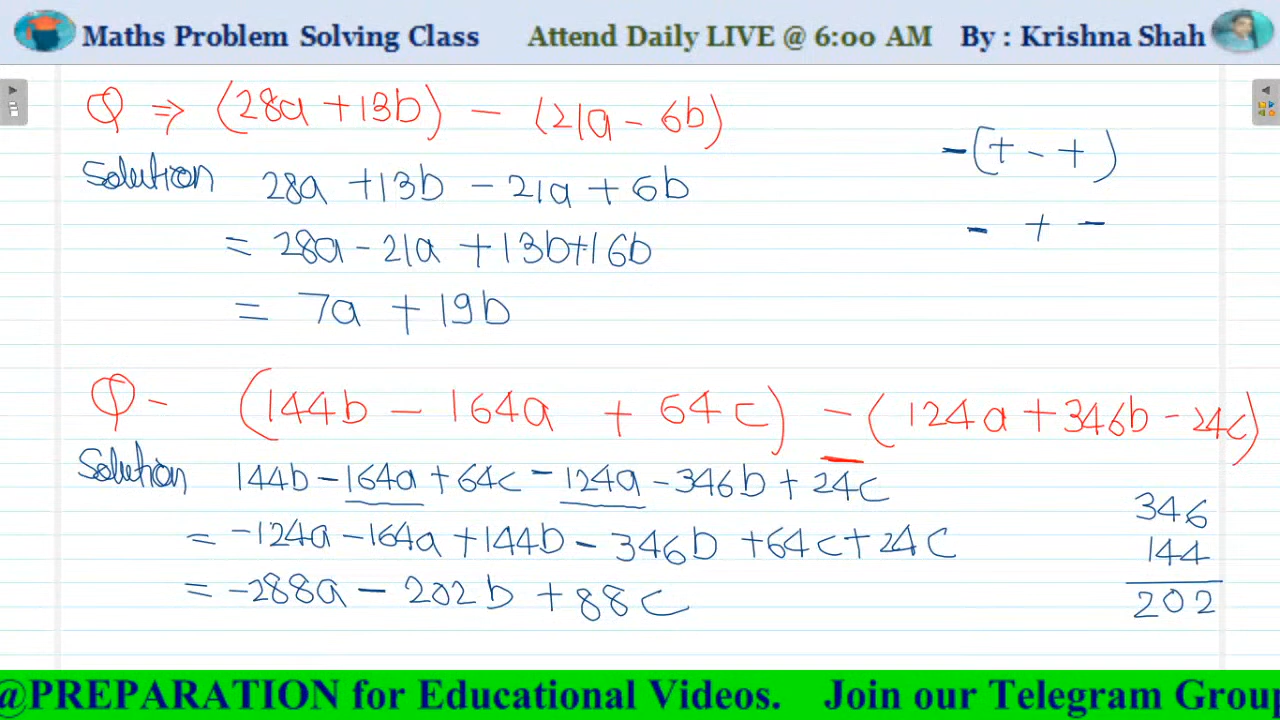 Maths Problem Solving Class Attend Daily LIVE @ 6:00 AM By : Krishna Shah
Q ⇒ (28a + 13b) - (21a - 6b)
-(+ - +)
Solution 28a + 13b - 21a + 6b
- + -
= 28a - 21a + 13b + 6b
= 7a + 19b
Q - (144b - 164a + 64c) - (124a + 346b - 24c)
Solution 144b - 164a + 64c - 124a - 346b + 24c
= -124a - 164a + 144b - 346b + 64c + 24c
= -288a - 202b + 88c
346
144
202
@PREPARATION for Educational Videos. Join our Telegram Group